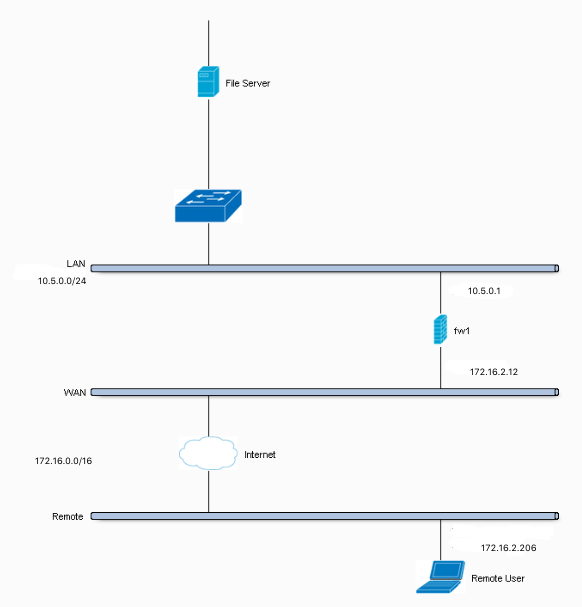 File Server
LAN
10.5.0.0/24
10.5.0.1
fw1
172.16.2.12
WAN
Internet
172.16.0.0/16
Remote
172.16.2.206
Remote User